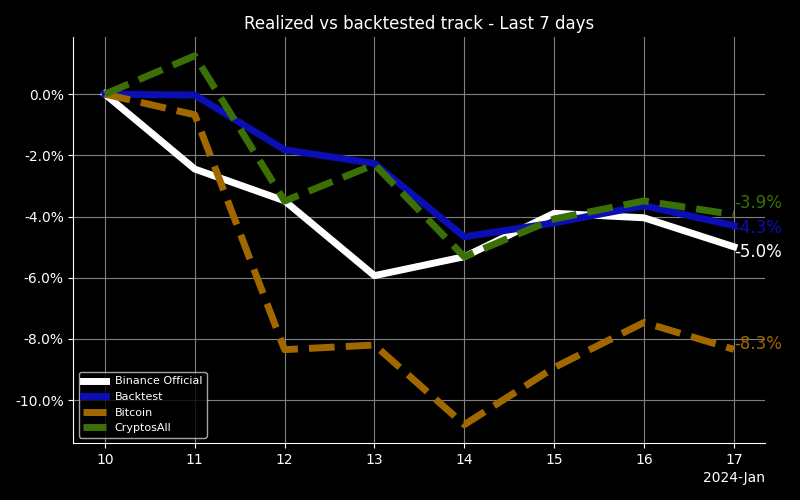 Realized vs backtested track - Last 7 days
0.0%
-2.0%
-4.0%
-6.0%
-8.0%
-10.0%
-3.9%
-4.3%
-5.0%
-8.3%
Binance Official
Backtest
Bitcoin
CryptosAll
10 11 12 13 14 15 16 17
2024-Jan